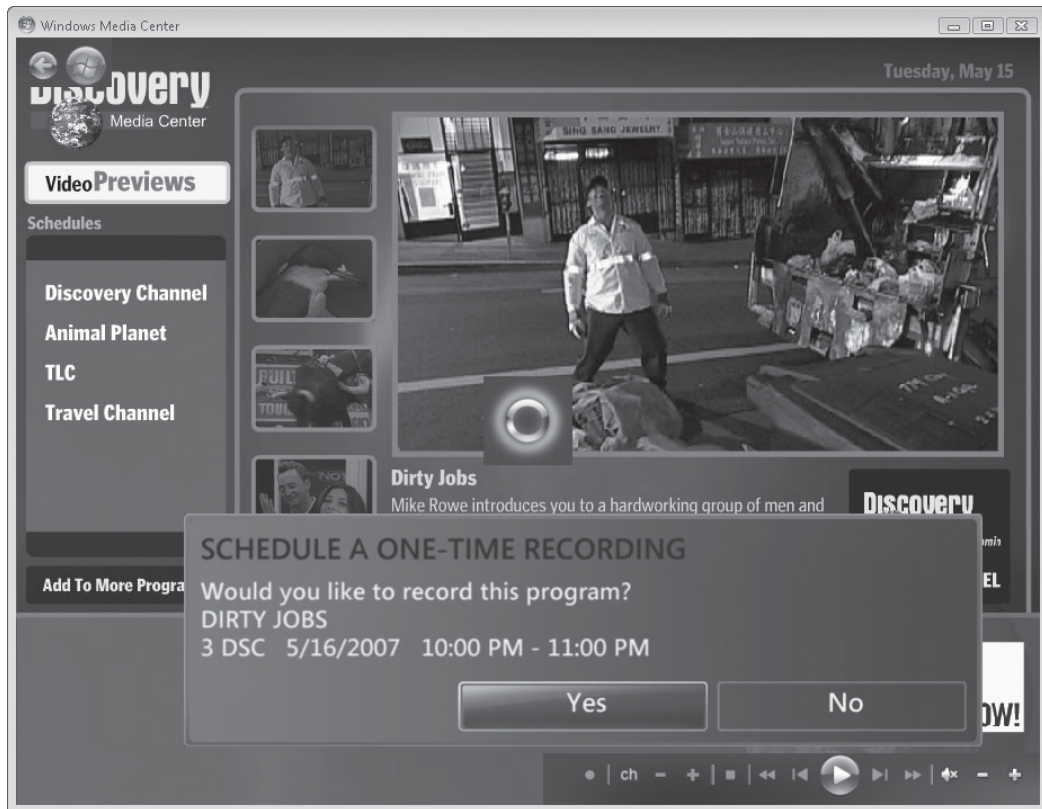 Windows Media Center
Tuesday, May 15
Discovery
Media Center
VideoPreviews
Schedules
Discovery Channel
Animal Planet
TLC
Travel Channel
SING SANG JEWELRY
Dirty Jobs
Mike Rowe introduces you to a hardworking group of men and
Discovery
EL
Add To More Progra
SCHEDULE A ONE-TIME RECORDING
Would you like to record this program?
DIRTY JOBS
3 DSC 5/16/2007 10:00 PM - 11:00 PM
Yes
No
OW!
ch